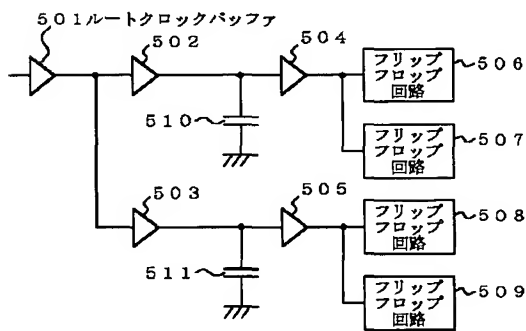 501ルートクロックバッファ
502
504
フリップ
フロップ
回路
506
510
フリップ
フロップ
回路
507
503
505
フリップ
フロップ
回路
508
511
フリップ
フロップ
回路
509